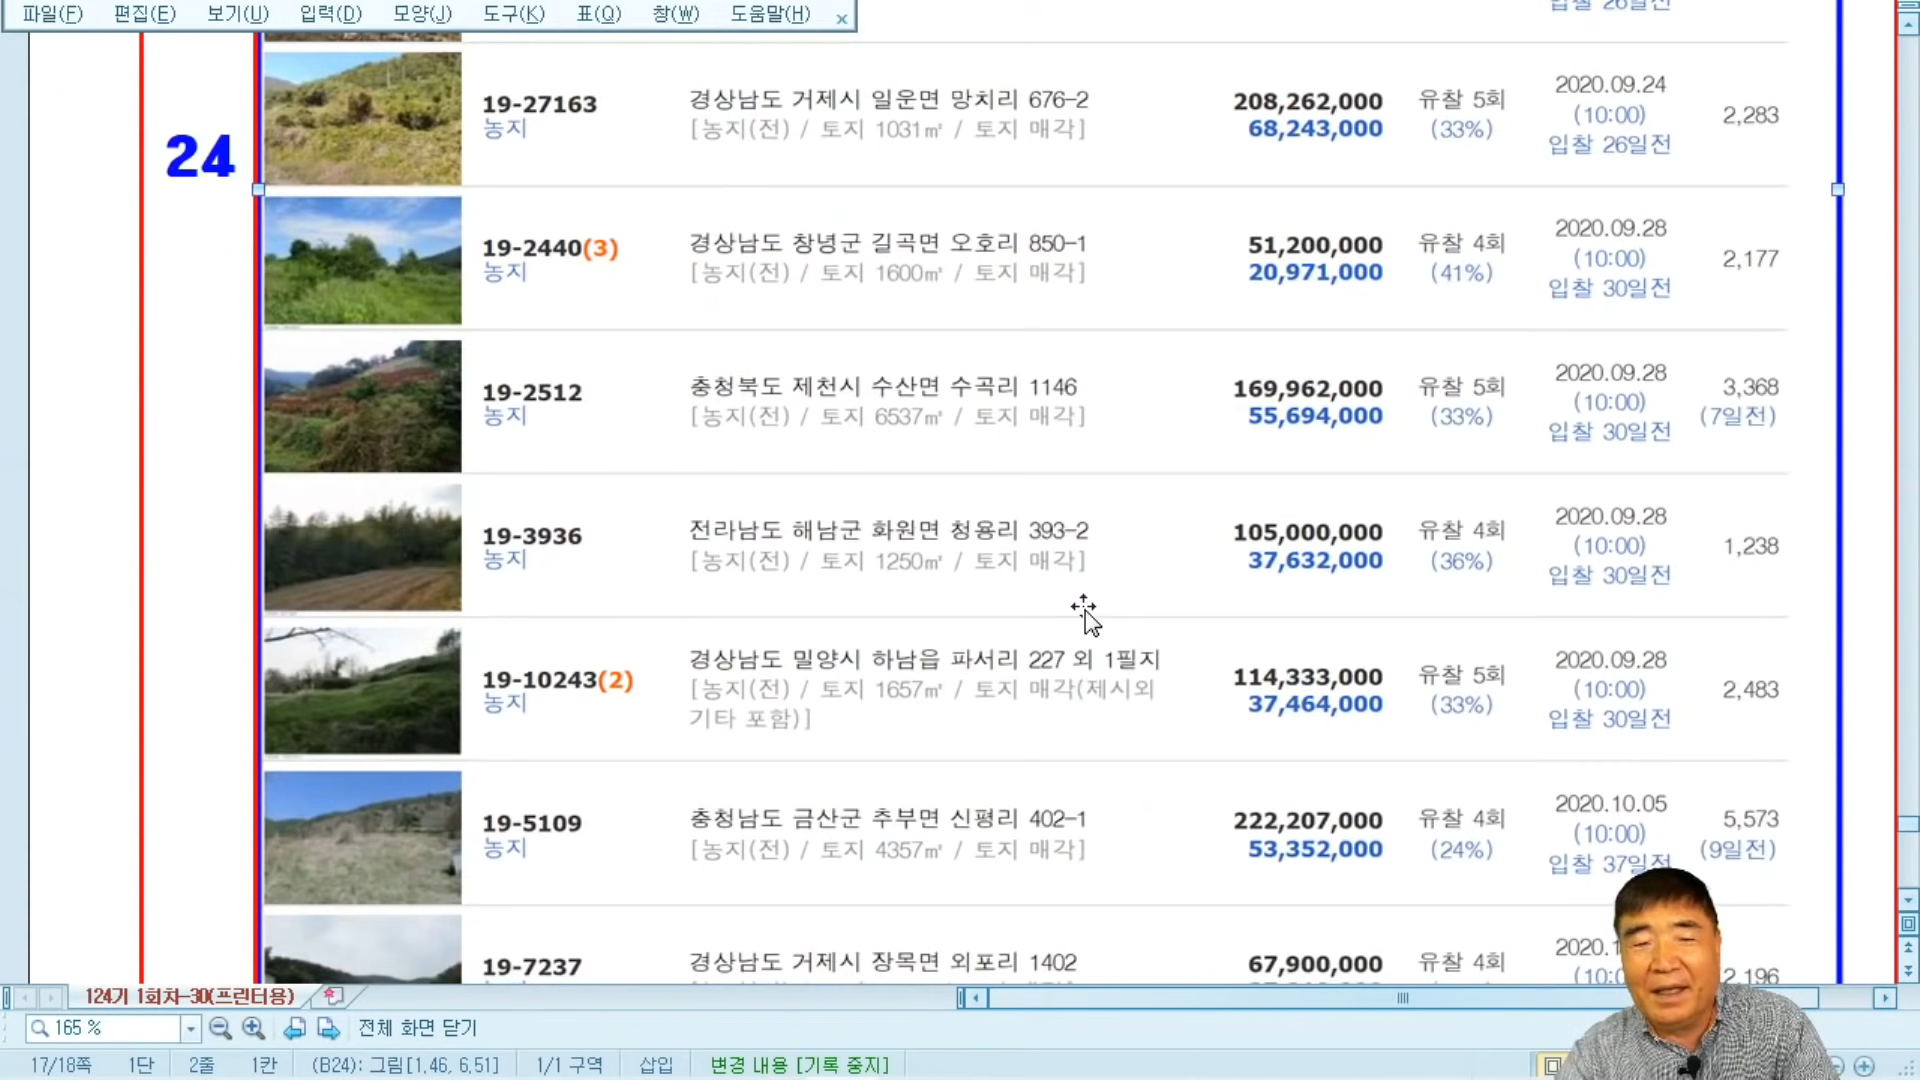 파일(F) 편집(E) 보기(U) 입력(D) 모양(J) 도구(K) 표(Q) 창(W) 도움말(H) x
입찰 26일전
24
19-27163
농지
경상남도 거제시 일운면 망치리 676-2
[농지(전) / 토지 1031㎡ / 토지 매각]
208,262,000
68,243,000
유찰 5회
(33%)
2020.09.24
(10:00)
입찰 26일전
2,283
19-2440(3)
농지
경상남도 창녕군 길곡면 오호리 850-1
[농지(전) / 토지 1600㎡ / 토지 매각]
51,200,000
20,971,000
유찰 4회
(41%)
2020.09.28
(10:00)
입찰 30일전
2,177
19-2512
농지
충청북도 제천시 수산면 수곡리 1146
[농지(전) / 토지 6537㎡ / 토지 매각]
169,962,000
55,694,000
유찰 5회
(33%)
2020.09.28
(10:00)
입찰 30일전
3,368
(7일전)
19-3936
농지
전라남도 해남군 화원면 청용리 393-2
[농지(전) / 토지 1250㎡ / 토지 매각]
105,000,000
37,632,000
유찰 4회
(36%)
2020.09.28
(10:00)
입찰 30일전
1,238
19-10243(2)
농지
경상남도 밀양시 하남읍 파서리 227 외 1필지
[농지(전) / 토지 1657㎡ / 토지 매각(제시외
기타 포함)]
114,333,000
37,464,000
유찰 5회
(33%)
2020.09.28
(10:00)
입찰 30일전
2,483
19-5109
농지
충청남도 금산군 추부면 신평리 402-1
[농지(전) / 토지 4357㎡ / 토지 매각]
222,207,000
53,352,000
유찰 4회
(24%)
2020.10.05
(10:00)
입찰 37일전
5,573
(9일전)
19-7237
경상남도 거제시 장목면 외포리 1402
67,900,000
유찰 4회
2020.1
(10:0
2,196
124기 1회차-30(프린터용)
165 % 전체 화면 닫기
17/18쪽 1단 2줄 1칸 (B24): 그림[1,46, 6,51] 1/1 구역 삽입 변경 내용 [기록 중지]